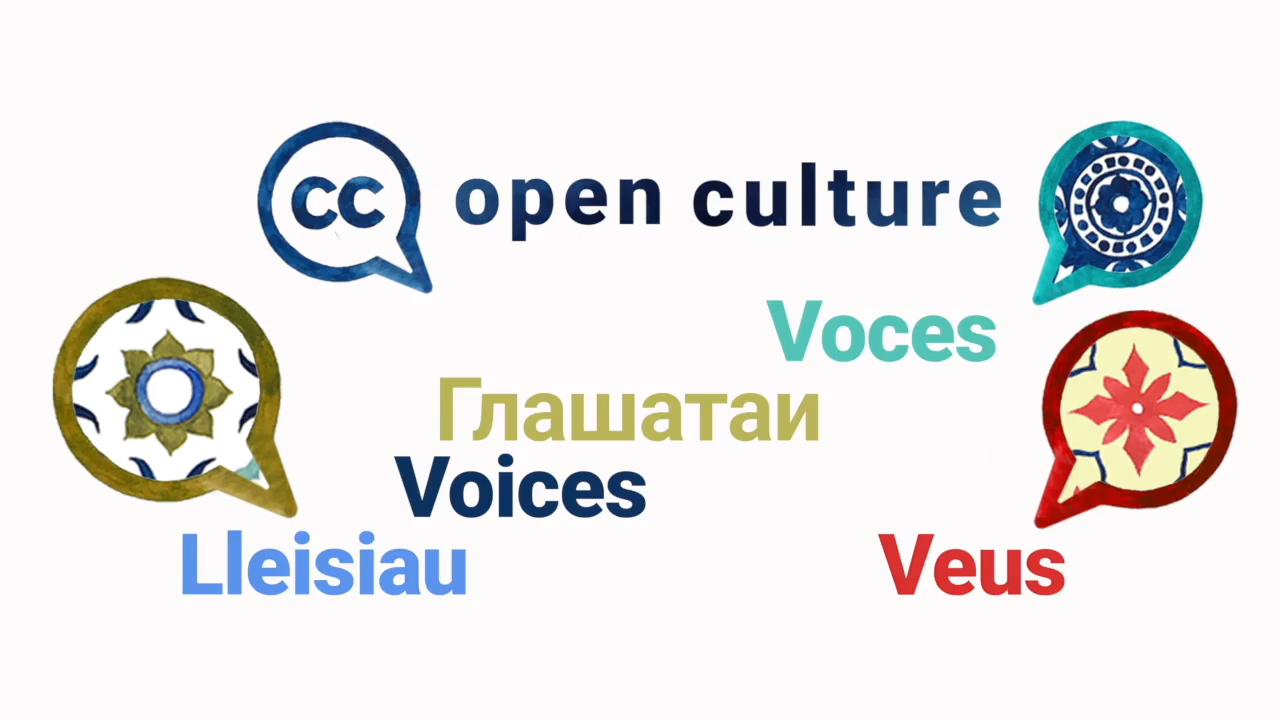 cc open culture
Voces
Глашатаи
Voices
Lleisiau
Veus